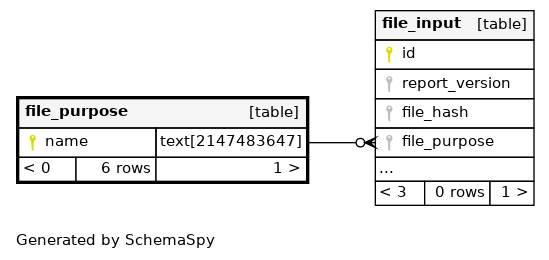 file_input [table]
id
report_version
file_hash
file_purpose
...
< 3 0 rows 1 >
file_purpose [table]
name text[2147483647]
< 0 6 rows 1 >
Generated by SchemaSpy